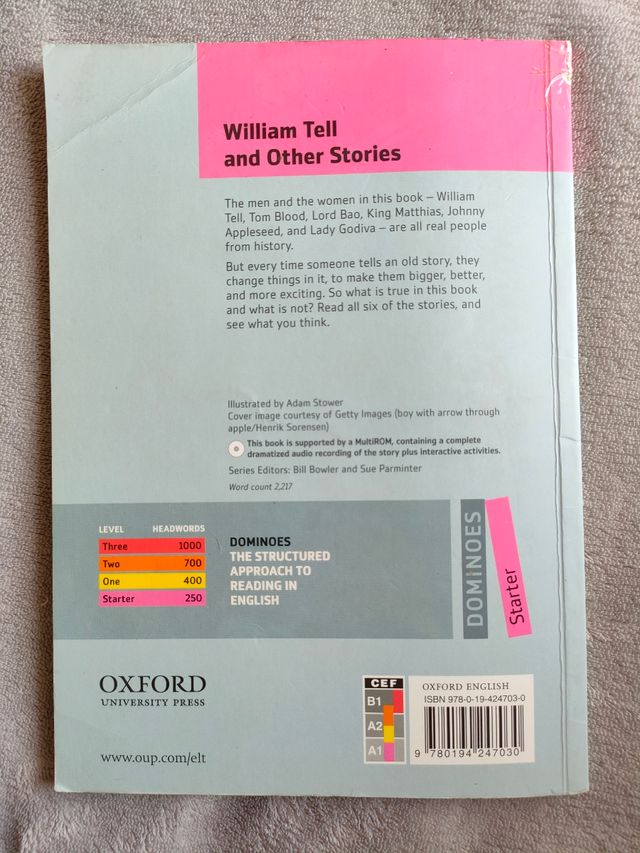 William Tell
and Other Stories
The men and the women in this book – William
Tell, Tom Blood, Lord Bao, King Matthias, Johnny
Appleseed, and Lady Godiva – are all real people
from history.
But every time someone tells an old story, they
change things in it, to make them bigger, better,
and more exciting. So what is true in this book
and what is not? Read all six of the stories, and
see what you think.
Illustrated by Adam Stower
Cover image courtesy of Getty Images (boy with arrow through
apple/Henrik Sorensen)
This book is supported by a MultiROM, containing a complete
dramatized audio recording of the story plus interactive activities.
Series Editors: Bill Bowler and Sue Parminter
Word count 2,217
LEVEL HEADWORDS
Three 1000
Two 700
One 400
Starter 250
DOMINOES
THE STRUCTURED
APPROACH TO
READING IN
ENGLISH
DOMINOES
Starter
OXFORD
UNIVERSITY PRESS
www.oup.com/elt
CEF
B1
A2
A1
OXFORD ENGLISH
ISBN 978-0-19-424703-0
9 780194 247030